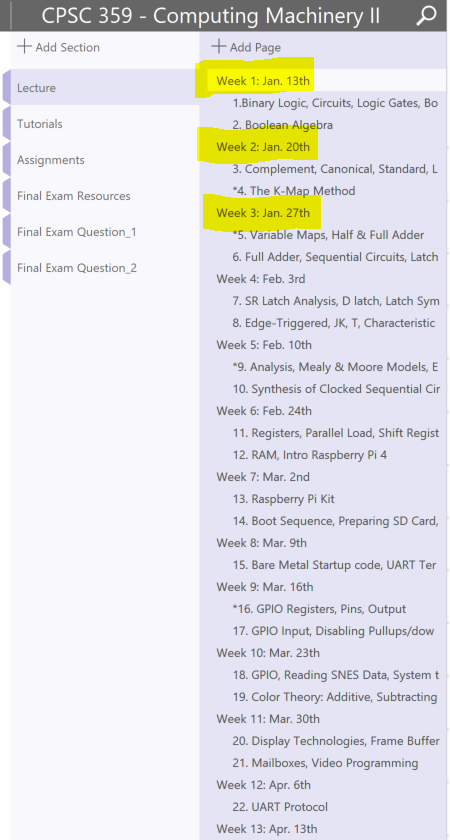 CPSC 359 - Computing Machinery II
Add Section
Lecture
Tutorials
Assignments
Final Exam Resources
Final Exam Question_1
Final Exam Question_2
Add Page
Week 1: Jan. 13th
1.Binary Logic, Circuits, Logic Gates, Bo
2. Boolean Algebra
Week 2: Jan. 20th
3. Complement, Canonical, Standard, L
*4. The K-Map Method
Week 3: Jan. 27th
*5. Variable Maps, Half & Full Adder
6. Full Adder, Sequential Circuits, Latch
Week 4: Feb. 3rd
7. SR Latch Analysis, D latch, Latch Sym
8. Edge-Triggered, JK, T, Characteristic
Week 5: Feb. 10th
*9. Analysis, Mealy & Moore Models, E
10. Synthesis of Clocked Sequential Cir
Week 6: Feb. 24th
11. Registers, Parallel Load, Shift Regist
12. RAM, Intro Raspberry Pi 4
Week 7: Mar. 2nd
13. Raspberry Pi Kit
14. Boot Sequence, Preparing SD Card,
Week 8: Mar. 9th
15. Bare Metal Startup code, UART Ter
Week 9: Mar. 16th
*16. GPIO Registers, Pins, Output
17. GPIO Input, Disabling Pullups/dow
Week 10: Mar. 23th
18. GPIO, Reading SNES Data, System t
19. Color Theory: Additive, Subtracting
Week 11: Mar. 30th
20. Display Technologies, Frame Buffer
21. Mailboxes, Video Programming
Week 12: Apr. 6th
22. UART Protocol
Week 13: Apr. 13th